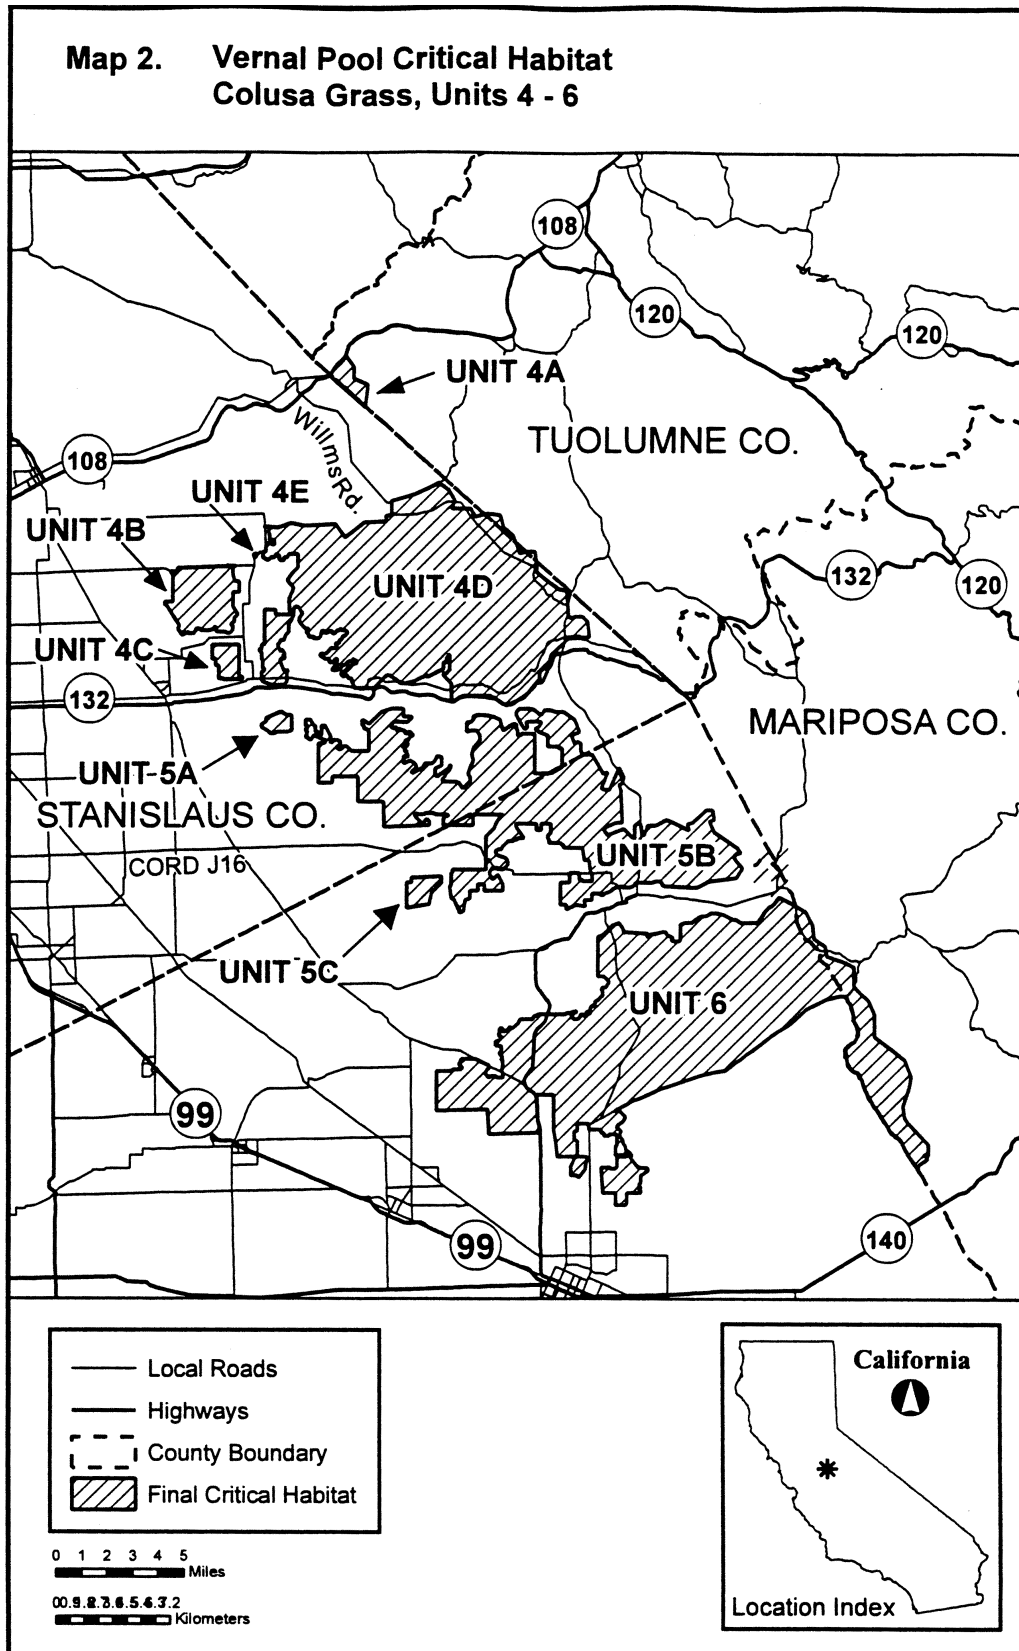 Map 2. Vernal Pool Critical Habitat
Colusa Grass, Units 4 - 6
108
120
120
UNIT 4A
TUOLUMNE CO.
Willms Rd.
108
UNIT 4E
UNIT 4B
132
120
UNIT 4D
UNIT 4C
132
MARIPOSA CO.
UNIT 5A
STANISLAUS CO.
CORD J16
UNIT 5B
UNIT 5C
UNIT 6
99
99
140
Local Roads
Highways
County Boundary
Final Critical Habitat
0 1 2 3 4 5
Miles
Kilometers
California
Location Index